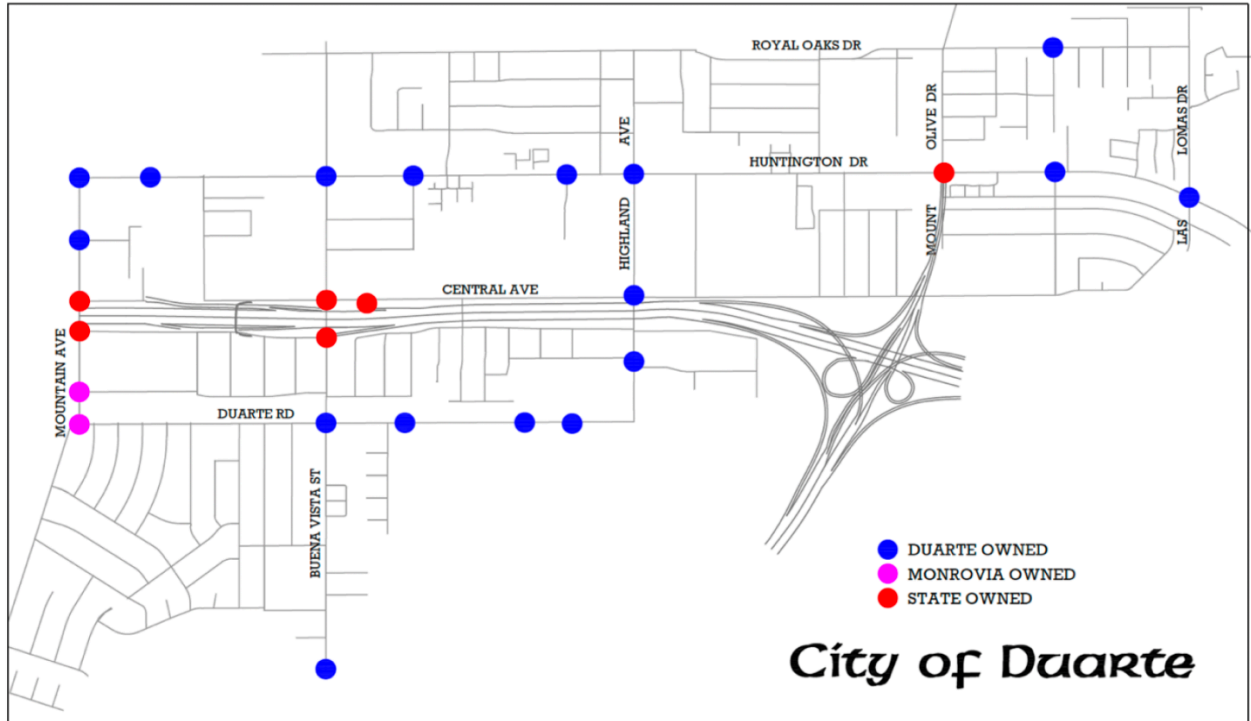 ROYAL OAKS DR
OLIVE DR
LOMAS DR
AVE
HUNTINGTON DR
HIGHLAND
MOUNT
LAS
CENTRAL AVE
MOUNTAIN AVE
DUARTE RD
BUENA VISTA ST
DUARTE OWNED
MONROVIA OWNED
STATE OWNED
City of Duarte